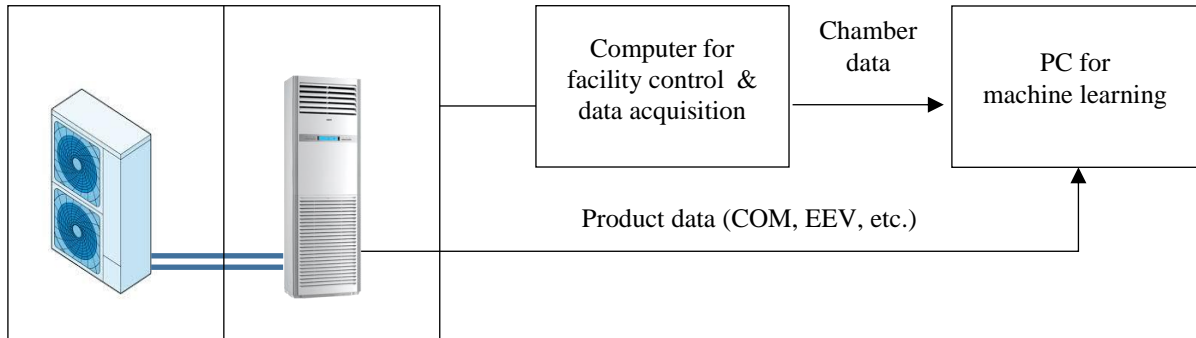 Computer for
facility control & 
data acquisition
Chamber
data
PC for
machine learning
Product data (COM, EEV, etc.)